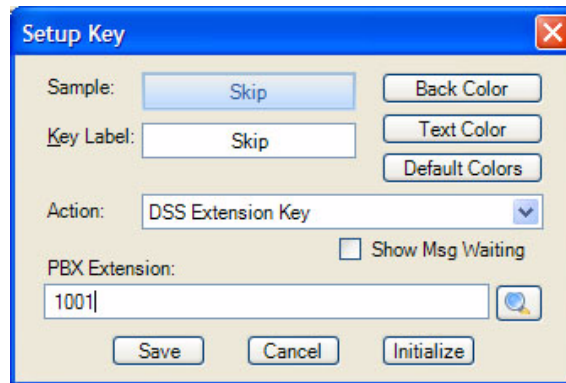 Setup Key
Sample: Skip Back Color
Key Label: Skip Text Color
Default Colors
Action: DSS Extension Key
Show Msg Waiting
PBX Extension:
1001
Save Cancel Initialize